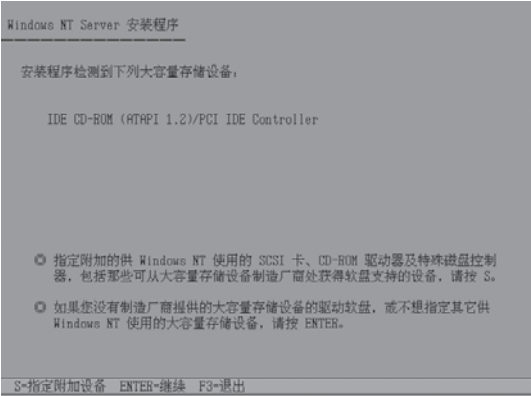 Windows NT Server 安装程序
安装程序检测到下列大容量存储设备:
IDE CD-ROM (ATAPI 1.2)/PCI IDE Controller
◎ 指定附加的供 Windows NT 使用的 SCSI 卡、CD-ROM 驱动器及特殊磁盘控制
器，包括那些可从大容量存储设备制造厂商处获得软盘支持的设备，请按 S。
◎ 如果您没有制造厂商提供的大容量存储设备的驱动软盘，或不想指定其它供
Windows NT 使用的大容量存储设备，请按 ENTER。
S=指定附加设备 ENTER=继续 F3=退出